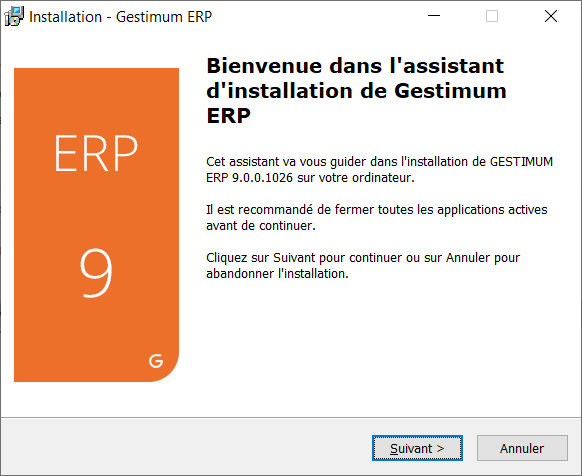 Installation - Gestimum ERP
Bienvenue dans l'assistant
d'installation de Gestimum
ERP
ERP
9
G
Cet assistant va vous guider dans l'installation de GESTIMUM
ERP 9.0.0.1026 sur votre ordinateur.
Il est recommandé de fermer toutes les applications actives
avant de continuer.
Cliquez sur Suivant pour continuer ou sur Annuler pour
abandonner l'installation.
Suivant >
Annuler